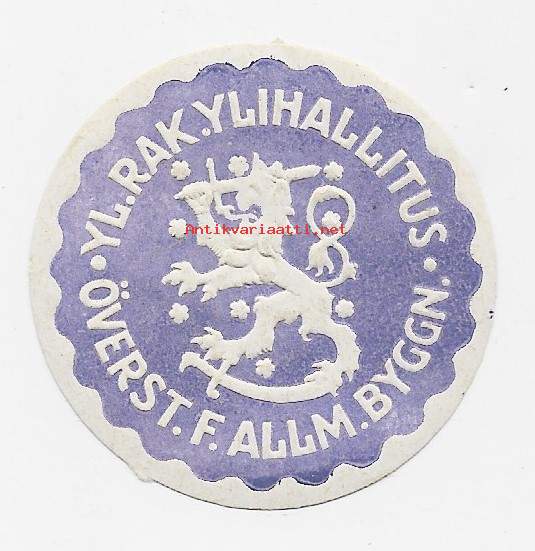 YL.RAK.YLIHALLITUS
Antikvariaatti.net
ÖVERST.F.ALLM.BYGGN.